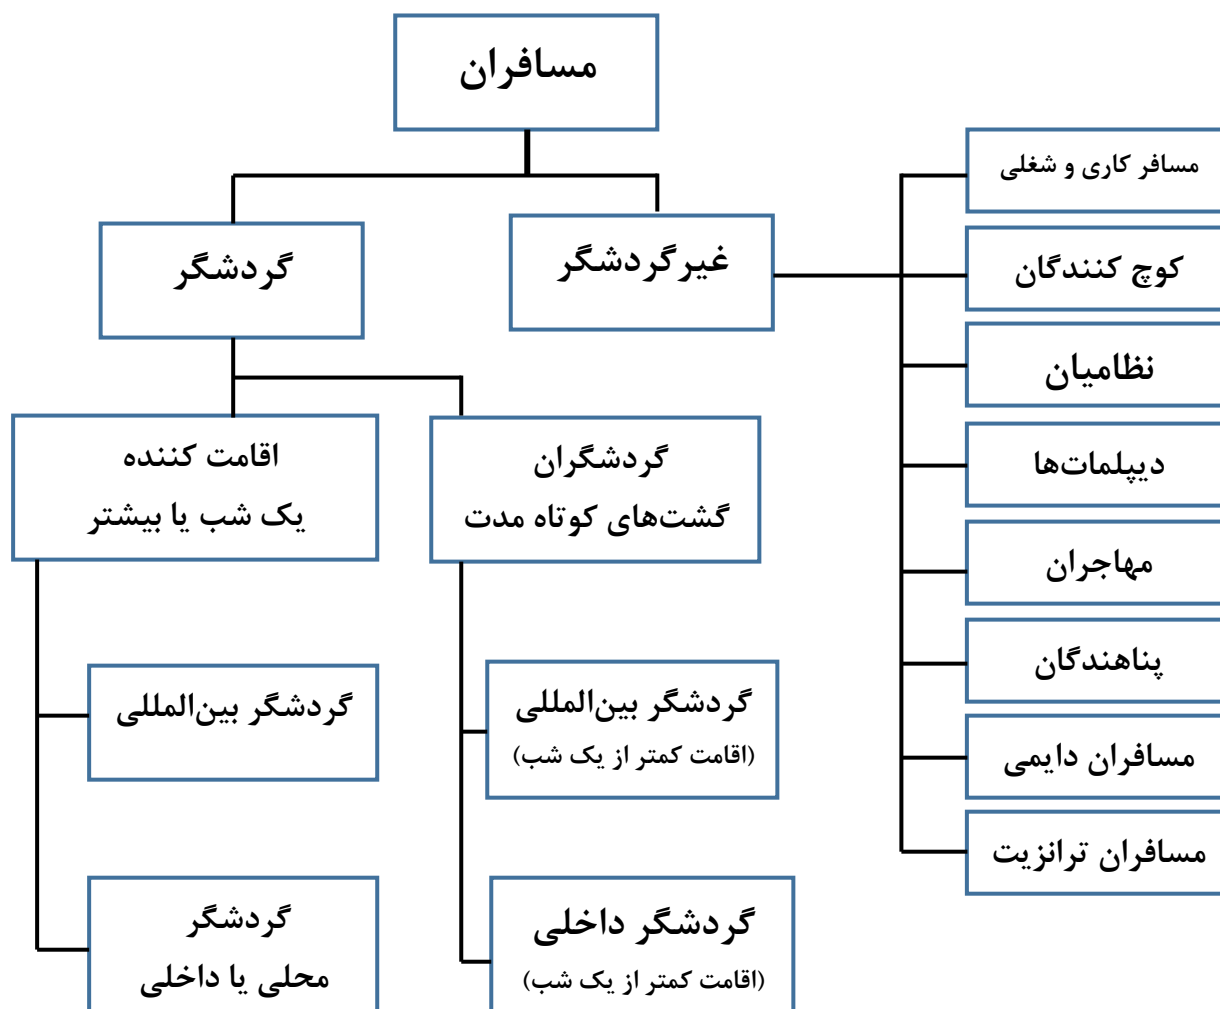 مسافران
غیرگردشگر
گردشگر
مسافر کاری و شغلی
کوچ کنندگان
نظامیان
دیپلمات‌ها
مهاجران
پناهندگان
مسافران دایمی
مسافران ترانزیت
گردشگران
گشت‌های کوتاه مدت
گردشگر بین‌المللی
(اقامت کمتر از یک شب)
گردشگر داخلی
(اقامت کمتر از یک شب)
اقامت کننده
یک شب یا بیشتر
گردشگر بین‌المللی
گردشگر
محلی یا داخلی